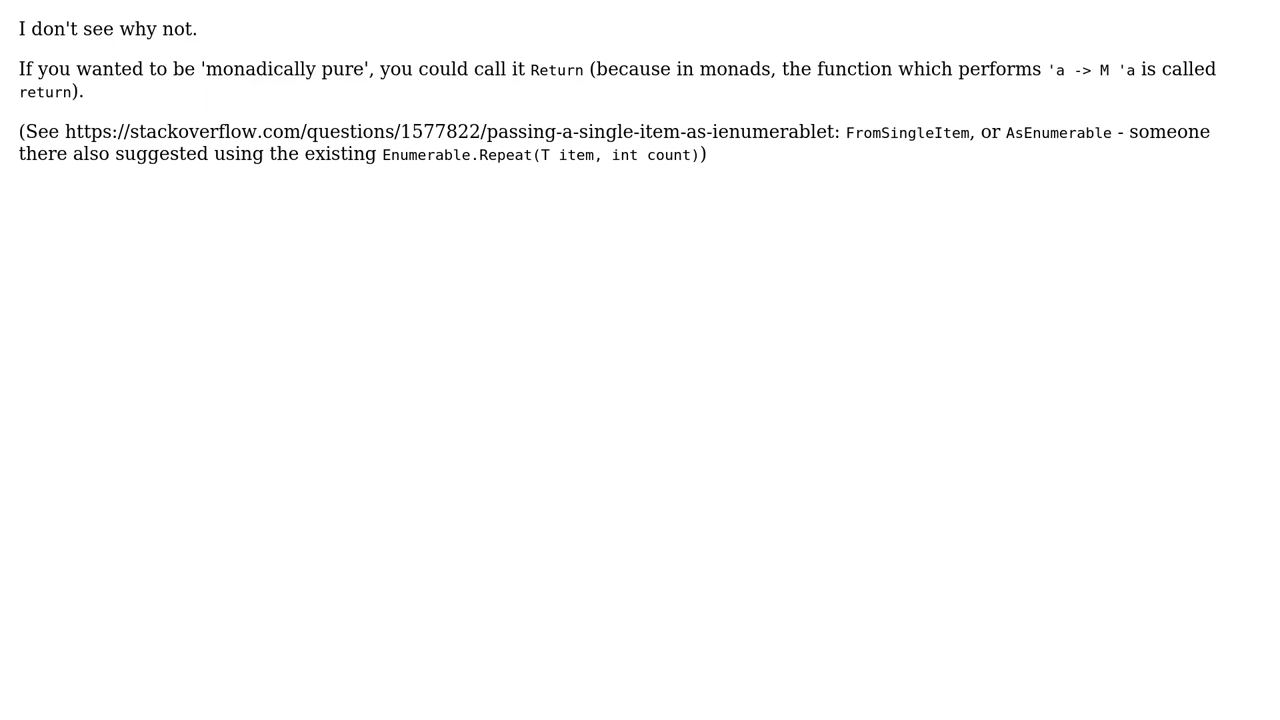 I don't see why not.
If you wanted to be 'monadically pure', you could call it Return (because in monads, the function which performs 'a -> M 'a is called
return).
(See https://stackoverflow.com/questions/1577822/passing-a-single-item-as-ienumerablet: FromSingleItem, or AsEnumerable - someone
there also suggested using the existing Enumerable.Repeat(T item, int count))